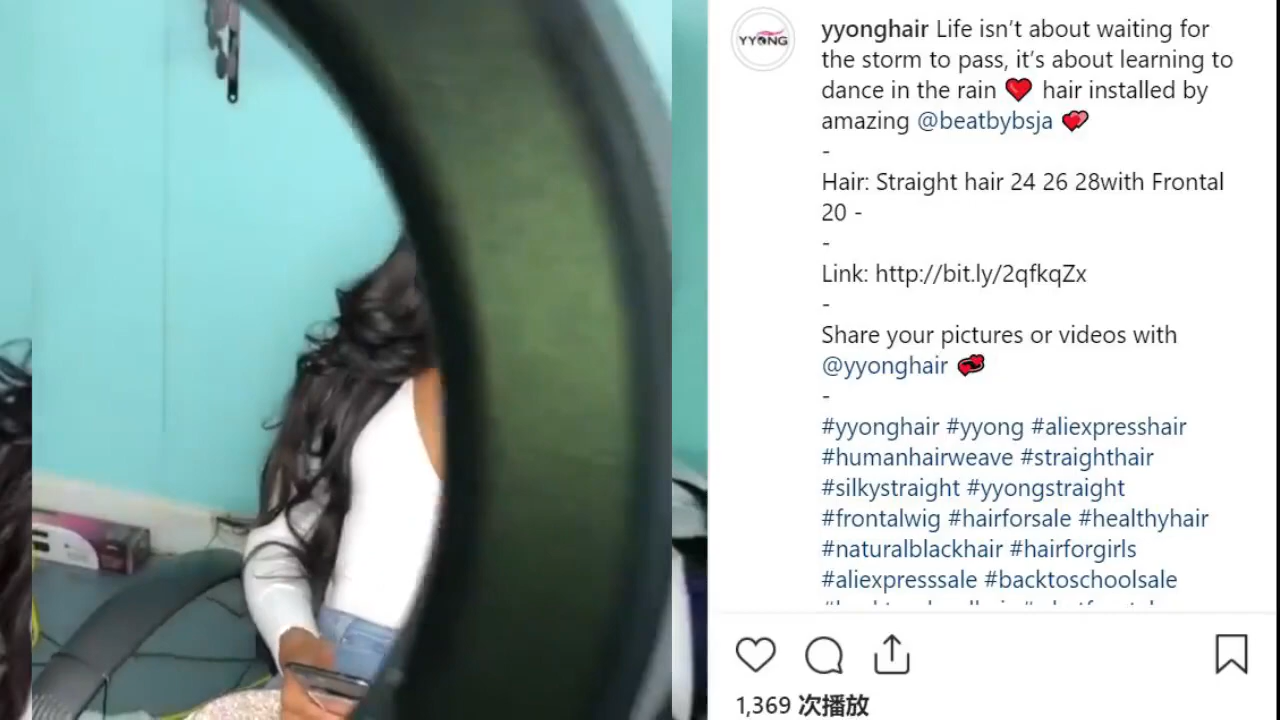 YYONG
yyonghair Life isn't about waiting for
the storm to pass, it's about learning to
dance in the rain ❤️ hair installed by
amazing @beatbybsja 💕
-
Hair: Straight hair 24 26 28with Frontal
20 -
-
Link: http://bit.ly/2qfkqZx
-
Share your pictures or videos with
@yyonghair 💞
-
#yyonghair #yyong #aliexpresshair
#humanhairweave #straighthair
#silkystraight #yyongstraight
#frontalwig #hairforsale #healthyhair
#naturalblackhair #hairforgirls
#aliexpresssale #backtoschoolsale
1,369 次播放